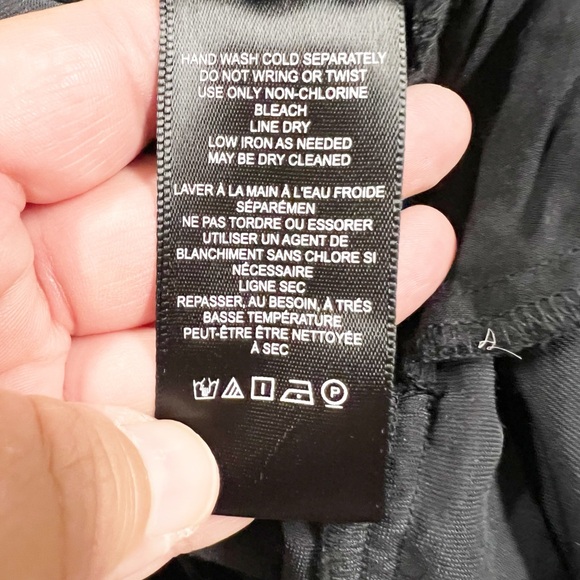 HAND WASH COLD SEPARATELY
DO NOT WRING OR TWIST
USE ONLY NON-CHLORINE
BLEACH
LINE DRY
LOW IRON AS NEEDED
MAY BE DRY CLEANED
LAVER À LA MAIN À L'EAU FROIDE
SÉPARÉMEN
NE PAS TORDRE OU ESSORER
UTILISER UN AGENT DE
BLANCHIMENT SANS CHLORE SI
NÉCESSAIRE
LIGNE SEC
REPASSER, AU BESOIN, À TRÉS
BASSE TEMPÉRATURE
PEUT-ÊTRE ÊTRE NETTOYÉE
À SEC
P